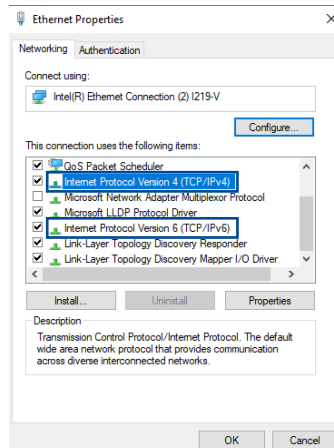 Ethernet Properties
Networking Authentication
Connect using:
Intel(R) Ethernet Connection (2) I219-V
Configure...
This connection uses the following items:
QoS Packet Scheduler
Internet Protocol Version 4 (TCP/IPv4)
Microsoft Network Adapter Multiplexor Protocol
Microsoft LLDP Protocol Driver
Internet Protocol Version 6 (TCP/IPv6)
Link-Layer Topology Discovery Responder
Link-Layer Topology Discovery Mapper I/O Driver
Install... Uninstall Properties
Description
Transmission Control Protocol/Internet Protocol. The default
wide area network protocol that provides communication
across diverse interconnected networks.
OK Cancel